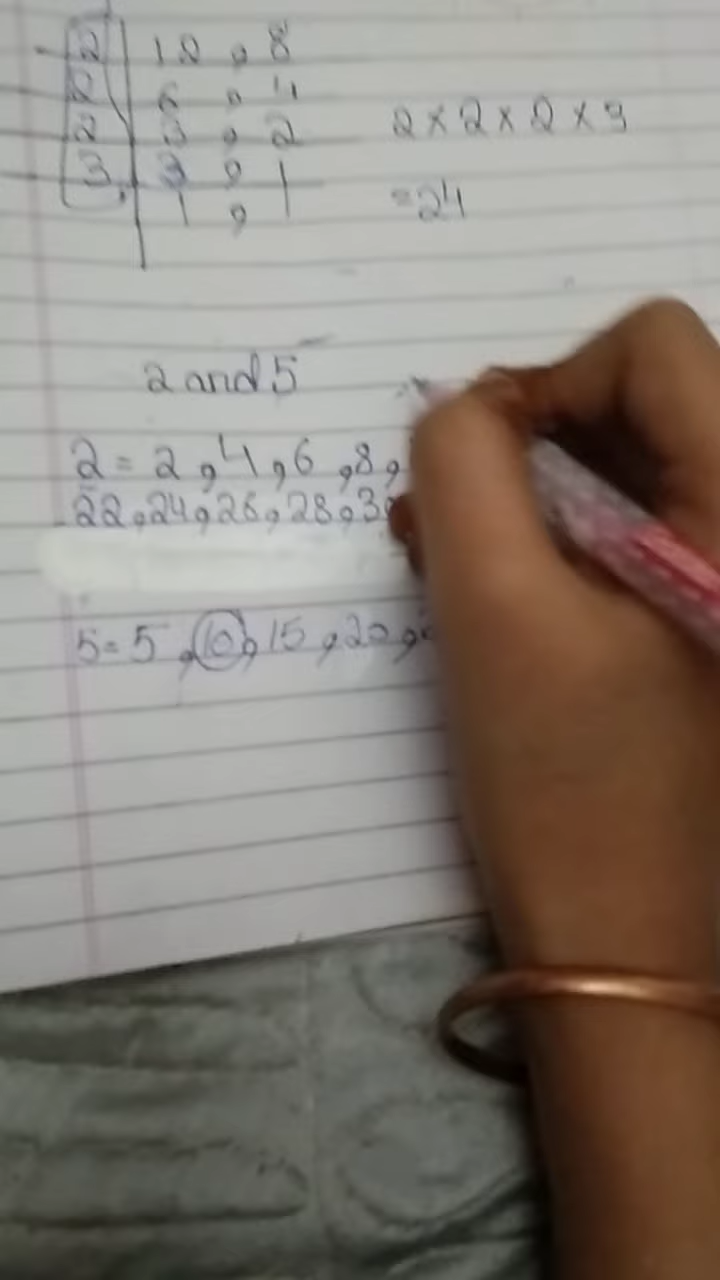 2 | 12 , 8
2 | 6 , 4
2 | 3 , 2
3 | 3 , 1
1 , 1
2 × 2 × 2 × 3
= 24
2 and 5
2 = 2 , 4 , 6 , 8 ,
22 , 24 , 26 , 28 , 30
5 = 5 , 10 , 15 , 20 ,